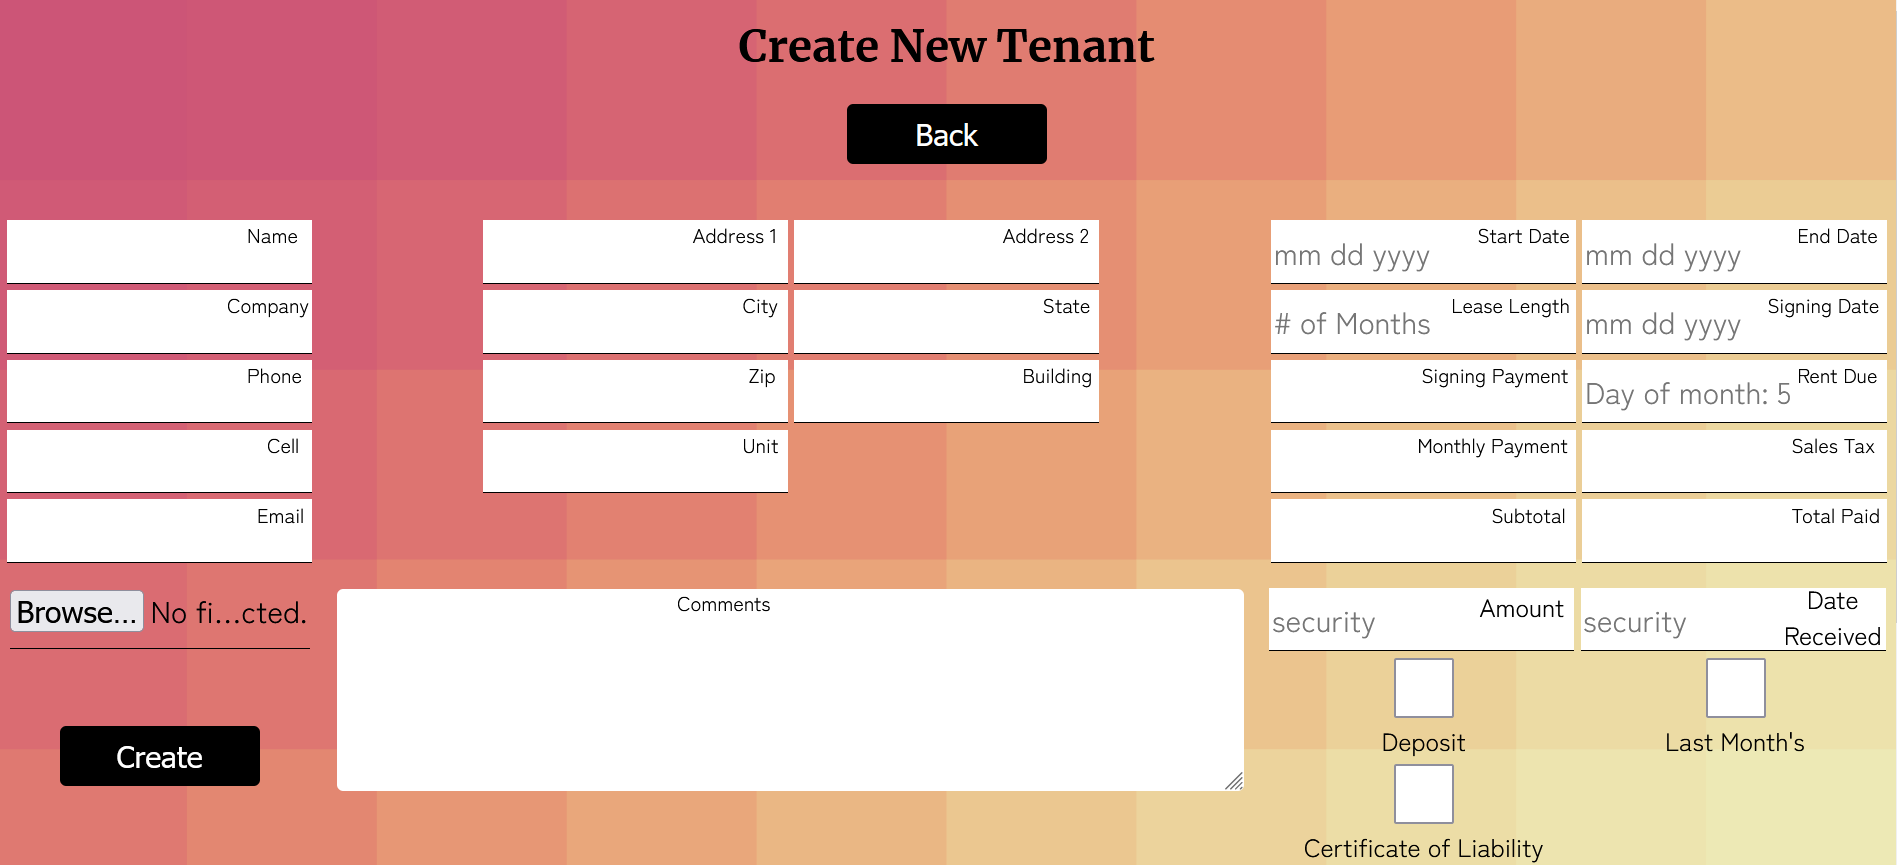 Create New Tenant
Back
Name
Company
Phone
Cell
Email
Address 1
Address 2
City
State
Zip
Building
Unit
mm dd yyyy Start Date
mm dd yyyy End Date
# of Months Lease Length
mm dd yyyy Signing Date
Signing Payment
Day of month: 5 Rent Due
Monthly Payment
Sales Tax
Subtotal
Total Paid
Browse... No fi...cted.
Create
Comments
security Amount
security Date
Received
Deposit
Last Month's
Certificate of Liability